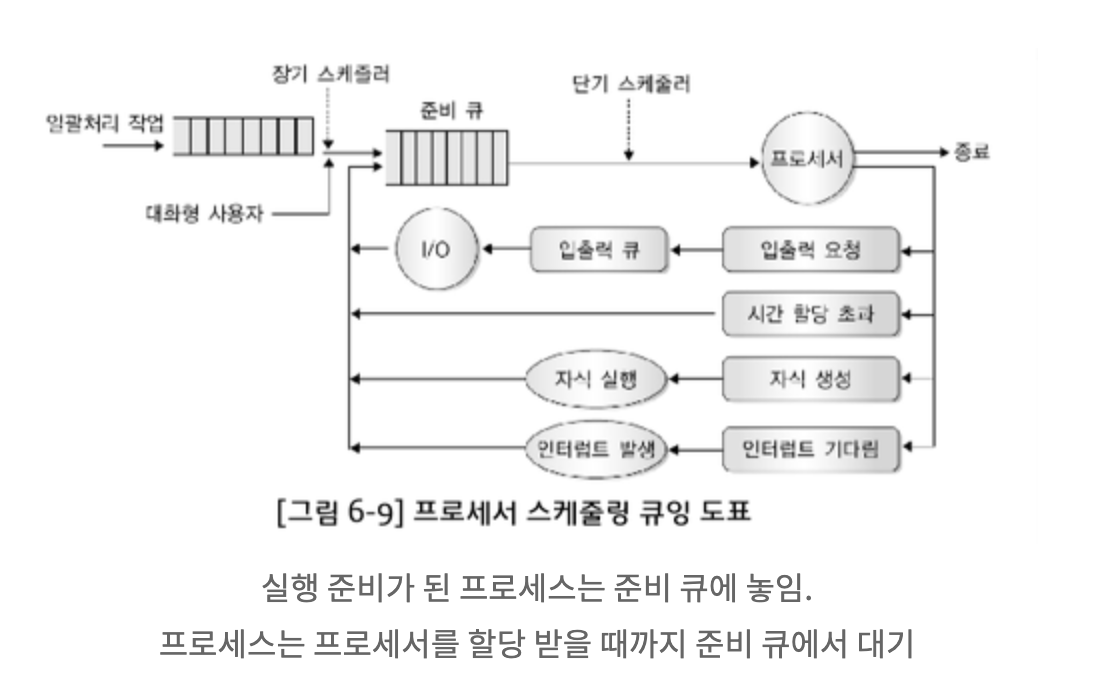 장기 스케줄러
단기 스케줄러
준비 큐
일괄처리 작업
프로세서
종료
대화형 사용자
I/O
입출력 큐
입출력 요청
시간 할당 초과
자식 실행
자식 생성
인터럽트 발생
인터럽트 기다림
[그림 6-9] 프로세서 스케줄링 큐잉 도표
실행 준비가 된 프로세스는 준비 큐에 놓임.
프로세스는 프로세서를 할당 받을 때까지 준비 큐에서 대기